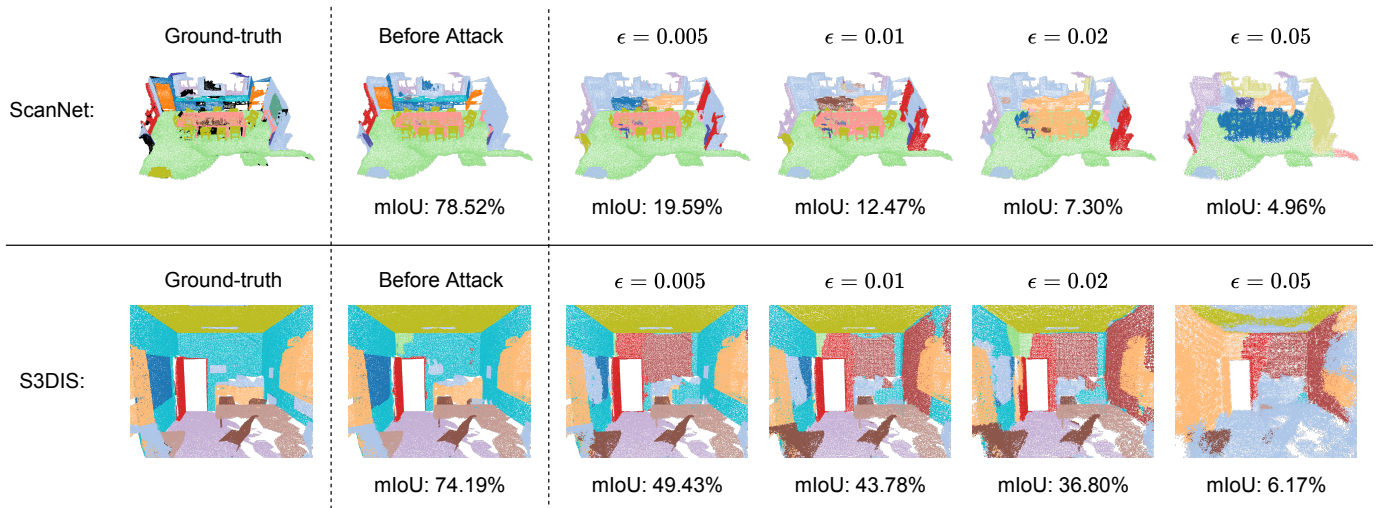 Ground-truth Before Attack ϵ = 0.005 ϵ = 0.01 ϵ = 0.02 ϵ = 0.05
ScanNet:
mIoU: 78.52% mIoU: 19.59% mIoU: 12.47% mIoU: 7.30% mIoU: 4.96%
Ground-truth Before Attack ϵ = 0.005 ϵ = 0.01 ϵ = 0.02 ϵ = 0.05
S3DIS:
mIoU: 74.19% mIoU: 49.43% mIoU: 43.78% mIoU: 36.80% mIoU: 6.17%